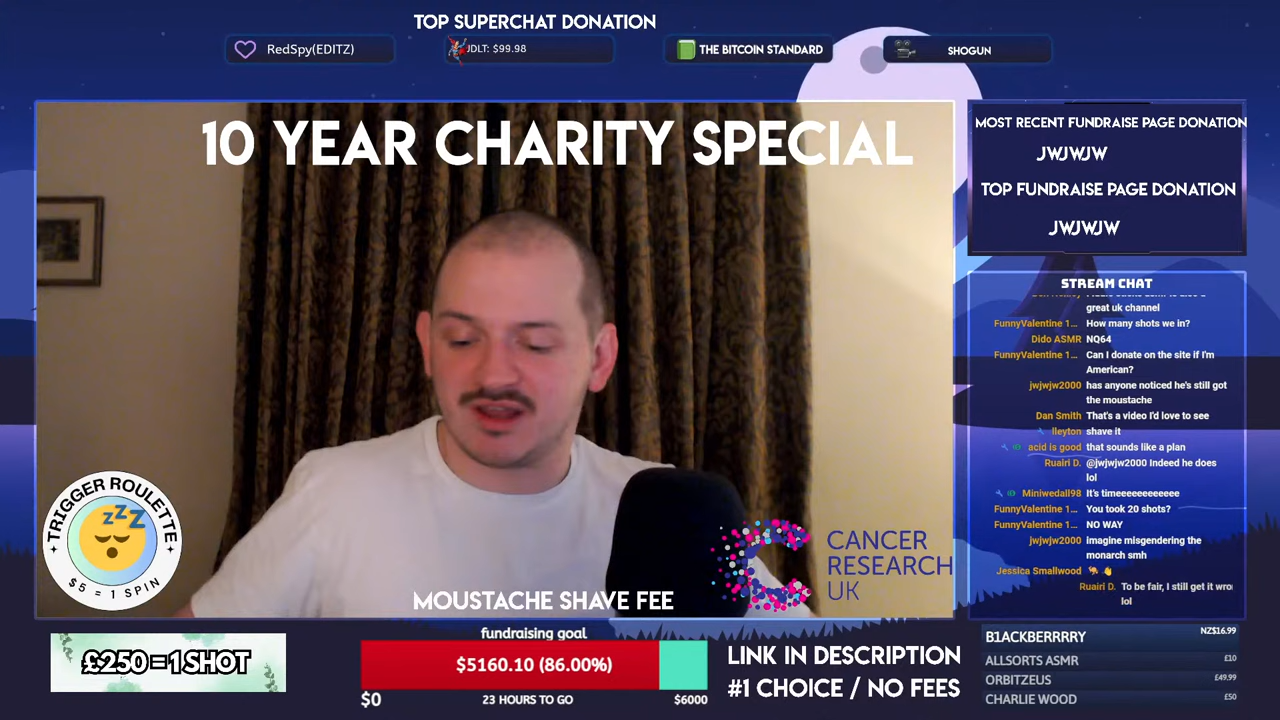 TOP SUPERCHAT DONATION
RedSpy(EDITZ)
JDLT: $99.98
THE BITCOIN STANDARD
SHOGUN
10 YEAR CHARITY SPECIAL
MOST RECENT FUNDRAISE PAGE DONATION
JWJWJW
TOP FUNDRAISE PAGE DONATION
JWJWJW
STREAM CHAT
great uk channel
FunnyValentine 1... How many shots we in?
Dido ASMR NQ64
FunnyValentine 1... Can I donate on the site if I'm
American?
jwjwjw2000 has anyone noticed he's still got
the moustache
Dan Smith That's a video I'd love to see
lleyton shave it
acid is good that sounds like a plan
Ruairi D. @jwjwjw2000 Indeed he does
lol
Miniwedall98 It's timeeeeeeeeeeee
FunnyValentine 1... You took 20 shots?
FunnyValentine 1... NO WAY
jwjwjw2000 imagine misgendering the
monarch smh
Jessica Smallwood 🦐 👋
Ruairi D. To be fair, I still get it
lol
TRIGGER ROULETTE
zzz
$5 = 1 SPIN
CANCER
RESEARCH
UK
MOUSTACHE SHAVE FEE
£250 = 1 SHOT
fundraising goal
$5160.10 (86.00%)
$0
23 HOURS TO GO
$6000
LINK IN DESCRIPTION
#1 CHOICE / NO FEES
B1ACKBERRRRY NZ$16.99
ALLSORTS ASMR £10
ORBITZEUS £49.99
CHARLIE WOOD £50